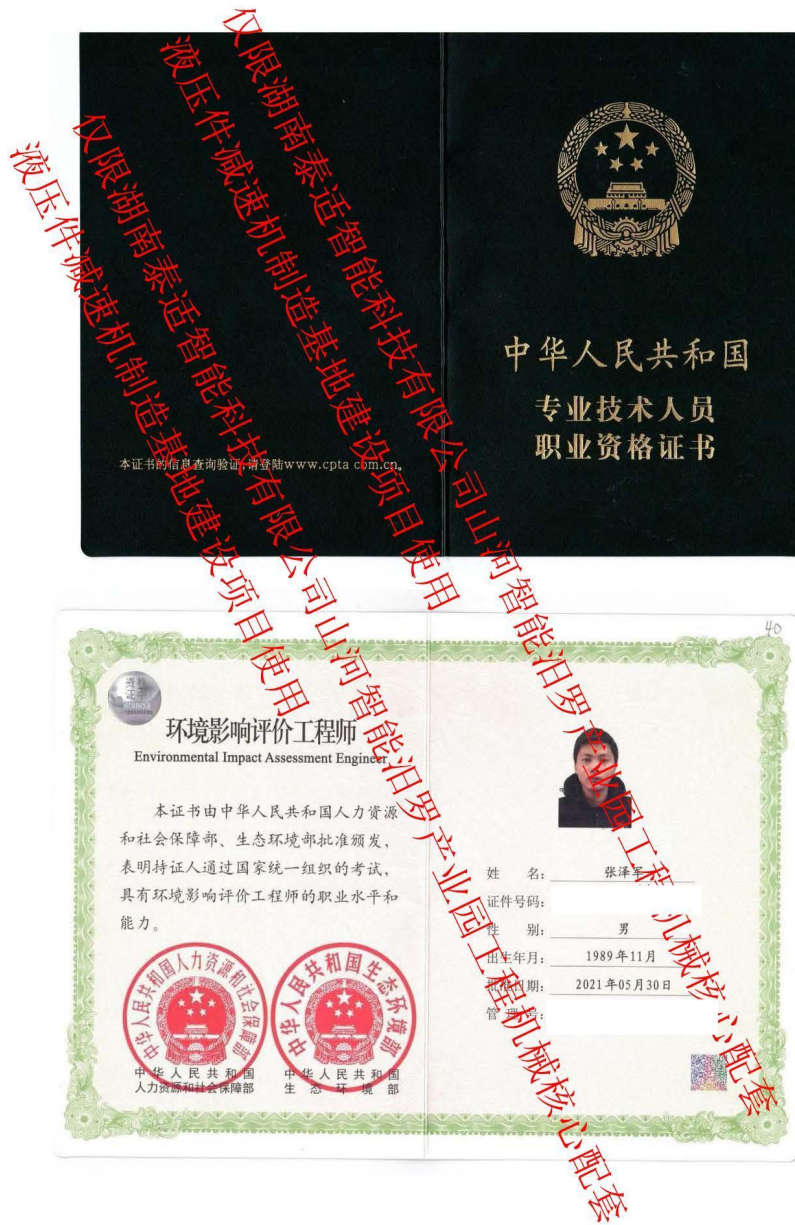 中华人民共和国
专业技术人员
职业资格证书
本证书的信息查询验证,请登陆www.cpta.com.cn。
仅限湖南泰适智能科技有限公司山河智能汨罗产业园工程机械核心配套
液压件减速机制造基地建设项目使用
仅限湖南泰适智能科技有限公司山河智能汨罗产业园工程机械核心配套
液压件减速机制造基地建设项目使用
40
资格
证书
环境影响评价工程师
Environmental Impact Assessment Engineer
本证书由中华人民共和国人力资源
和社会保障部、生态环境部批准颁发,
表明持证人通过国家统一组织的考试,
具有环境影响评价工程师的职业水平和
能力。
中华人民共和国人力资源和社会保障部
中华人民共和国生态环境部
中华人民共和国
人力资源和社会保障部
中华人民共和国
生态环境部
姓 名: 张泽军
证件号码:
性 别: 男
出生年月: 1989年11月
批准日期: 2021年05月30日
管理号: